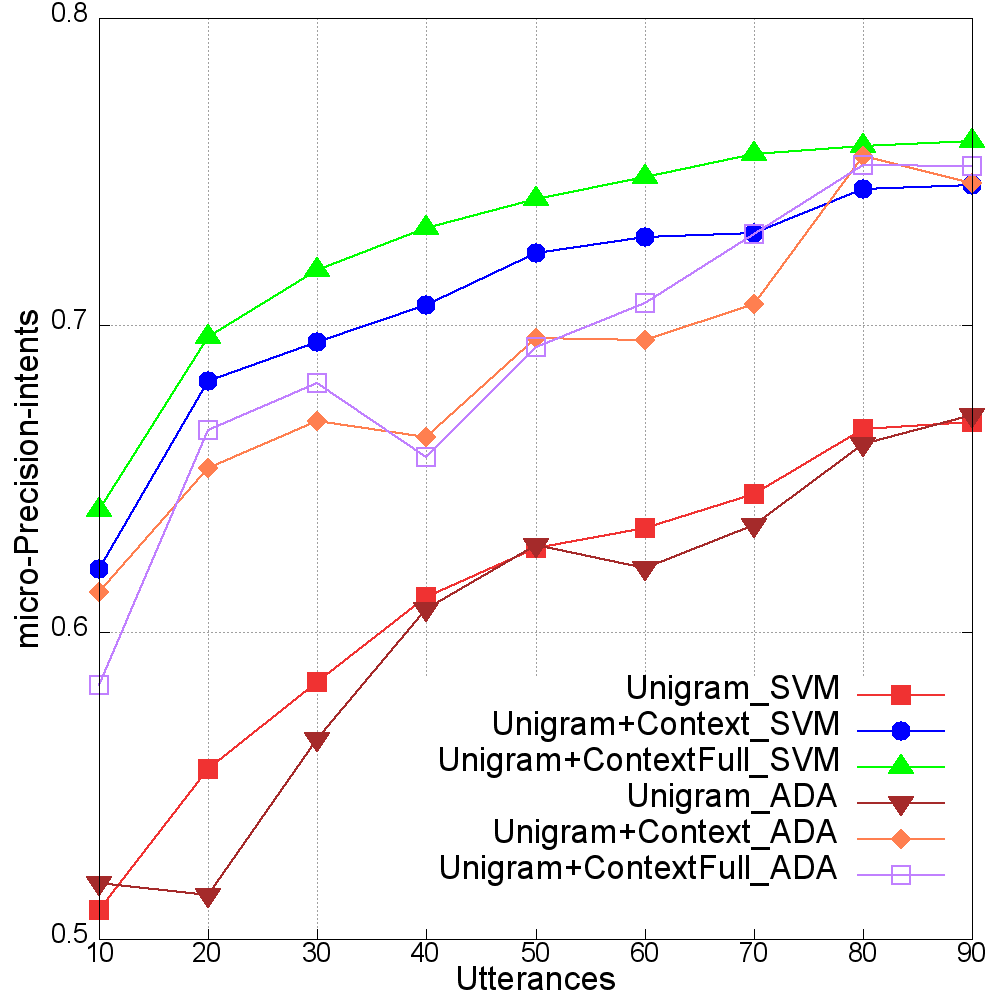 0.8
0.7
0.6
0.5
micro-Precision-intents
Unigram_SVM
Unigram+Context_SVM
Unigram+ContextFull_SVM
Unigram_ADA
Unigram+Context_ADA
Unigram+ContextFull_ADA
10 20 30 40 50 60 70 80 90
Utterances